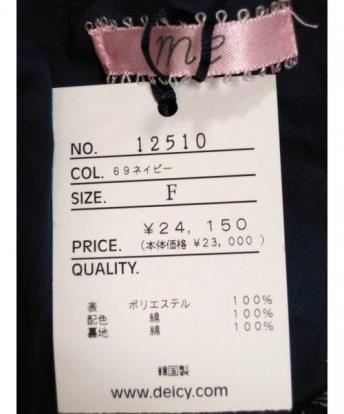 me
NO. 12510
COL. 69ネイビー
SIZE. F
¥24,150
PRICE. (本体価格 ¥23,000)
QUALITY.
表 ポリエステル 100%
配色 綿 100%
裏地 綿 100%
韓国製
www.deicy.com